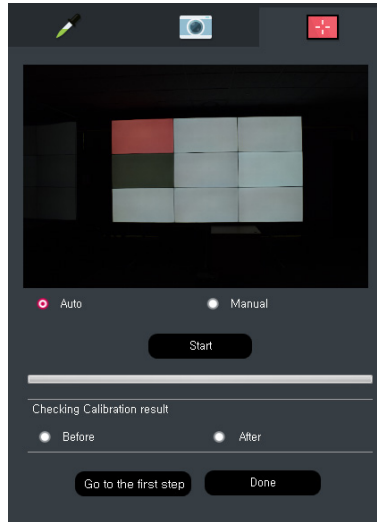 Auto
Manual
Start
Checking Calibration result
Before
After
Go to the first step
Done